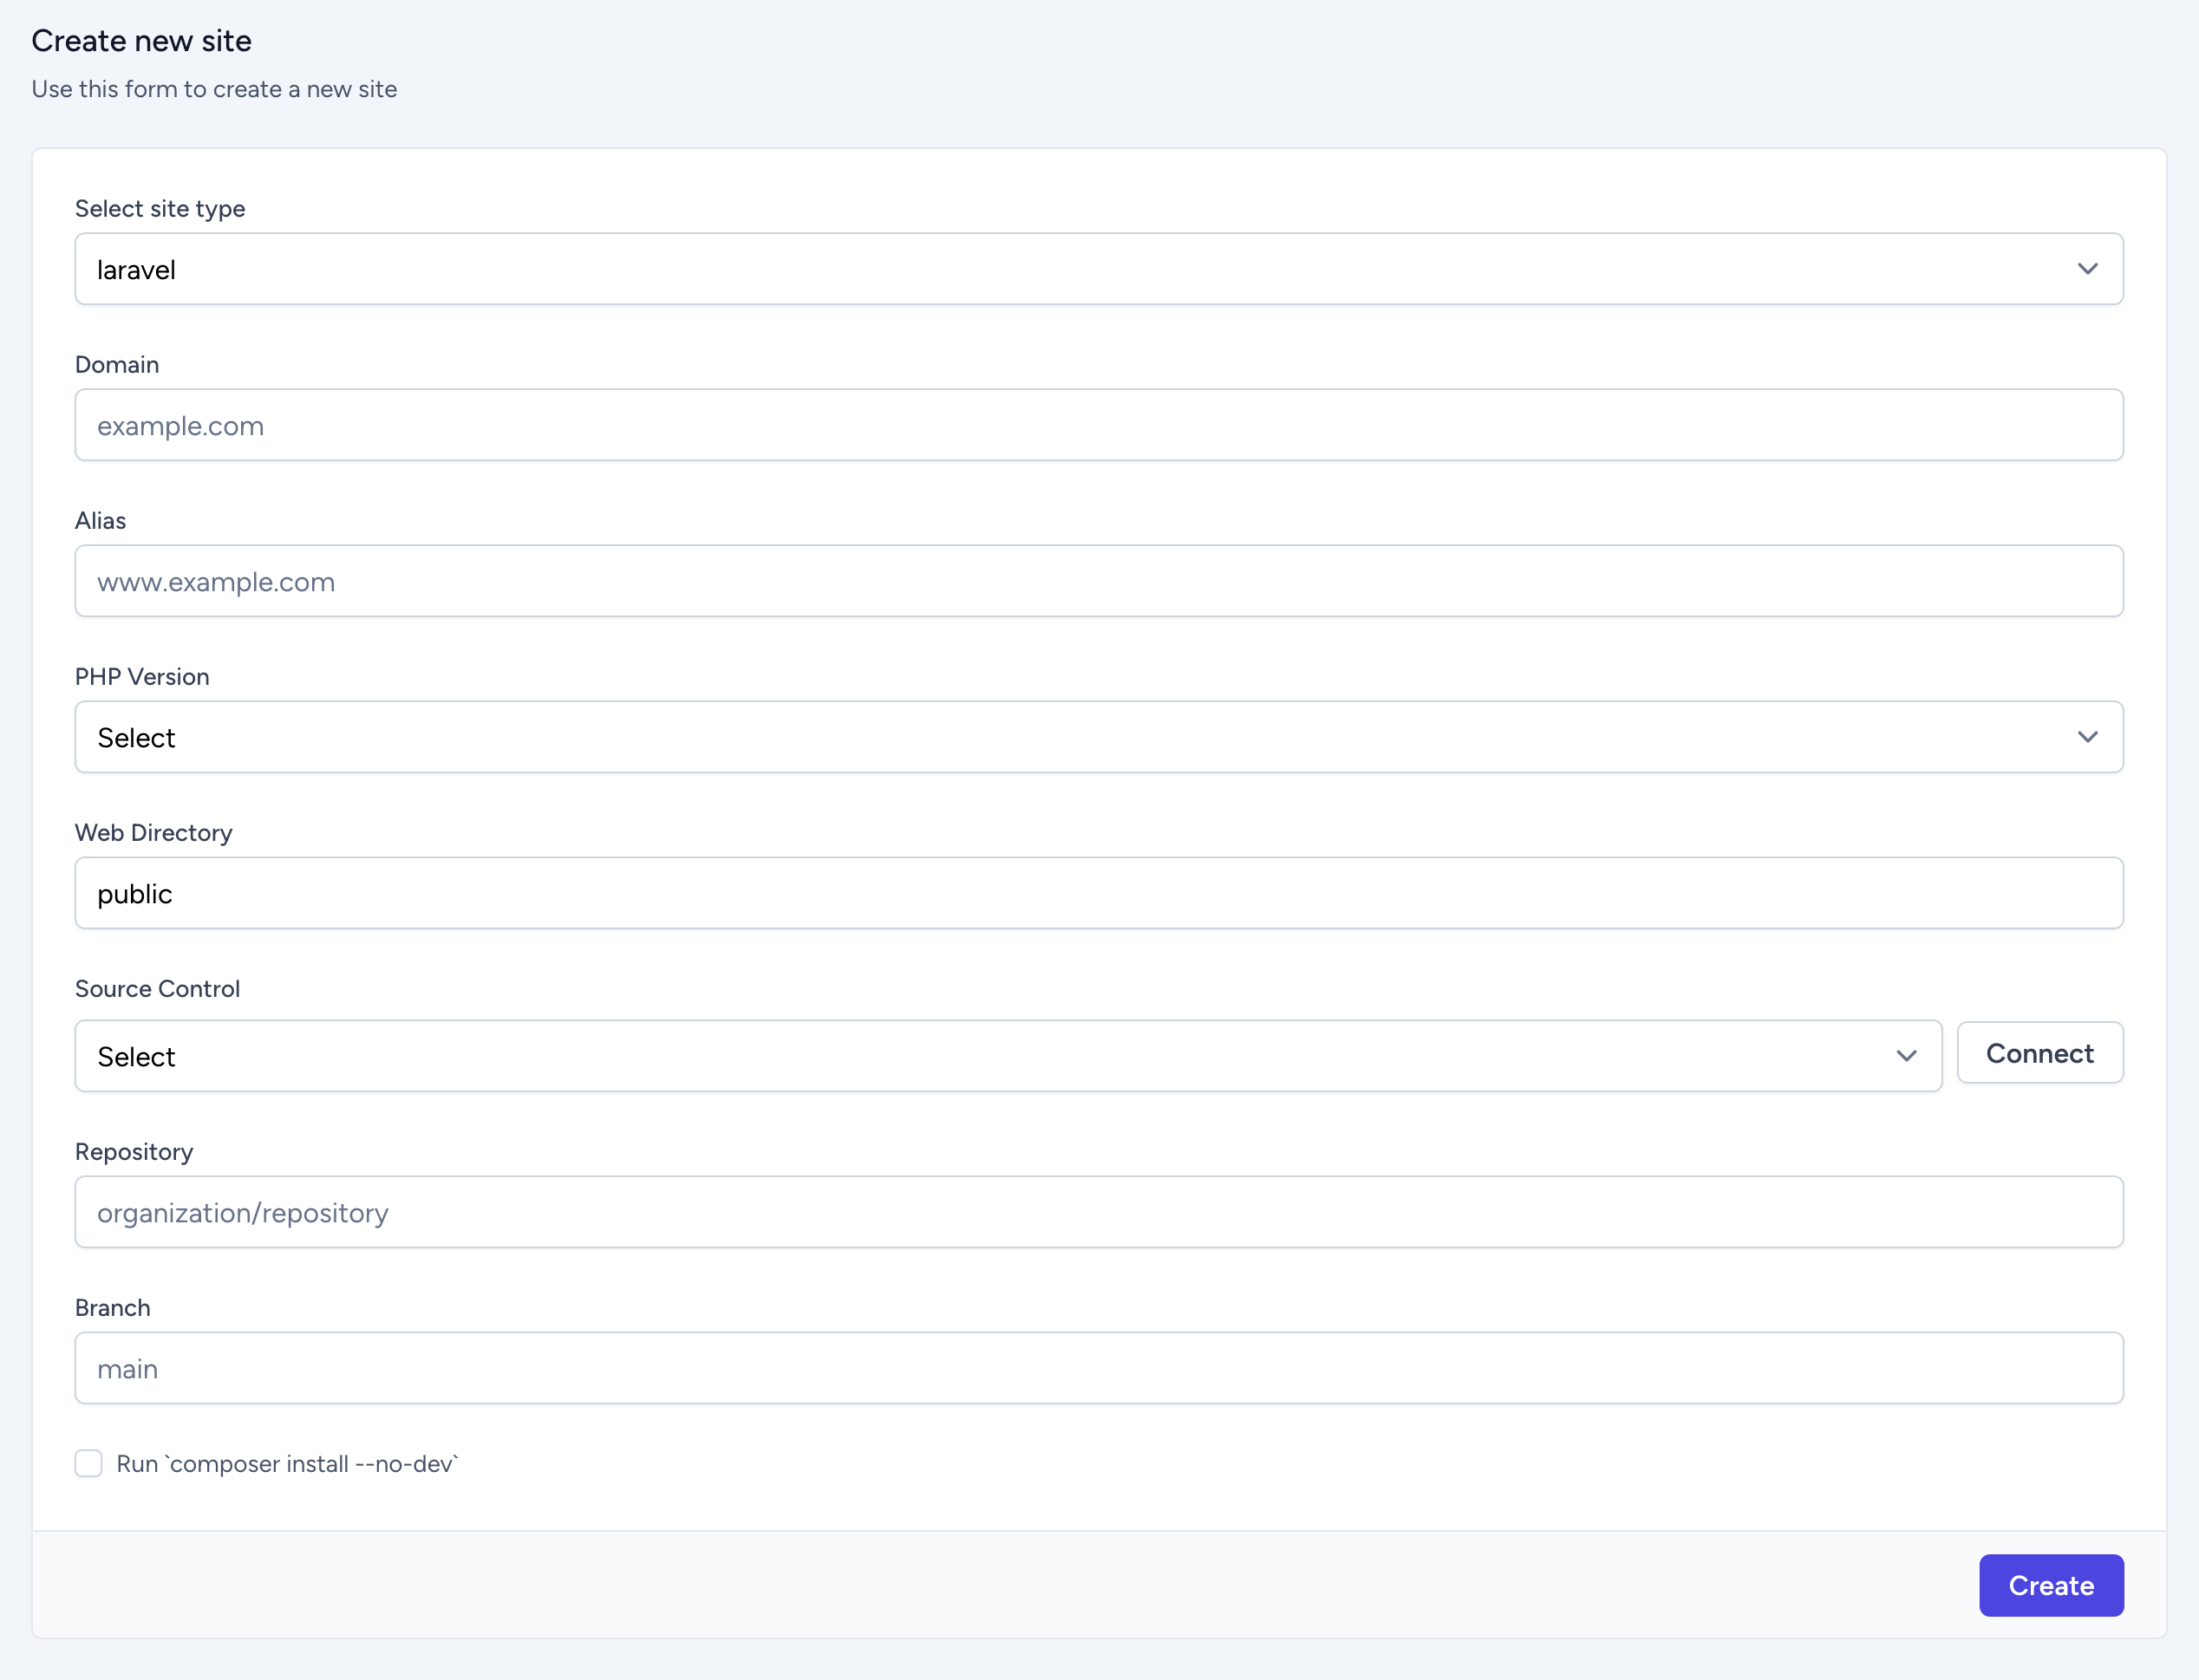 Create new site
Use this form to create a new site
Select site type
laravel
Domain
example.com
Alias
www.example.com
PHP Version
Select
Web Directory
public
Source Control
Select
Connect
Repository
organization/repository
Branch
main
Run `composer install --no-dev`
Create